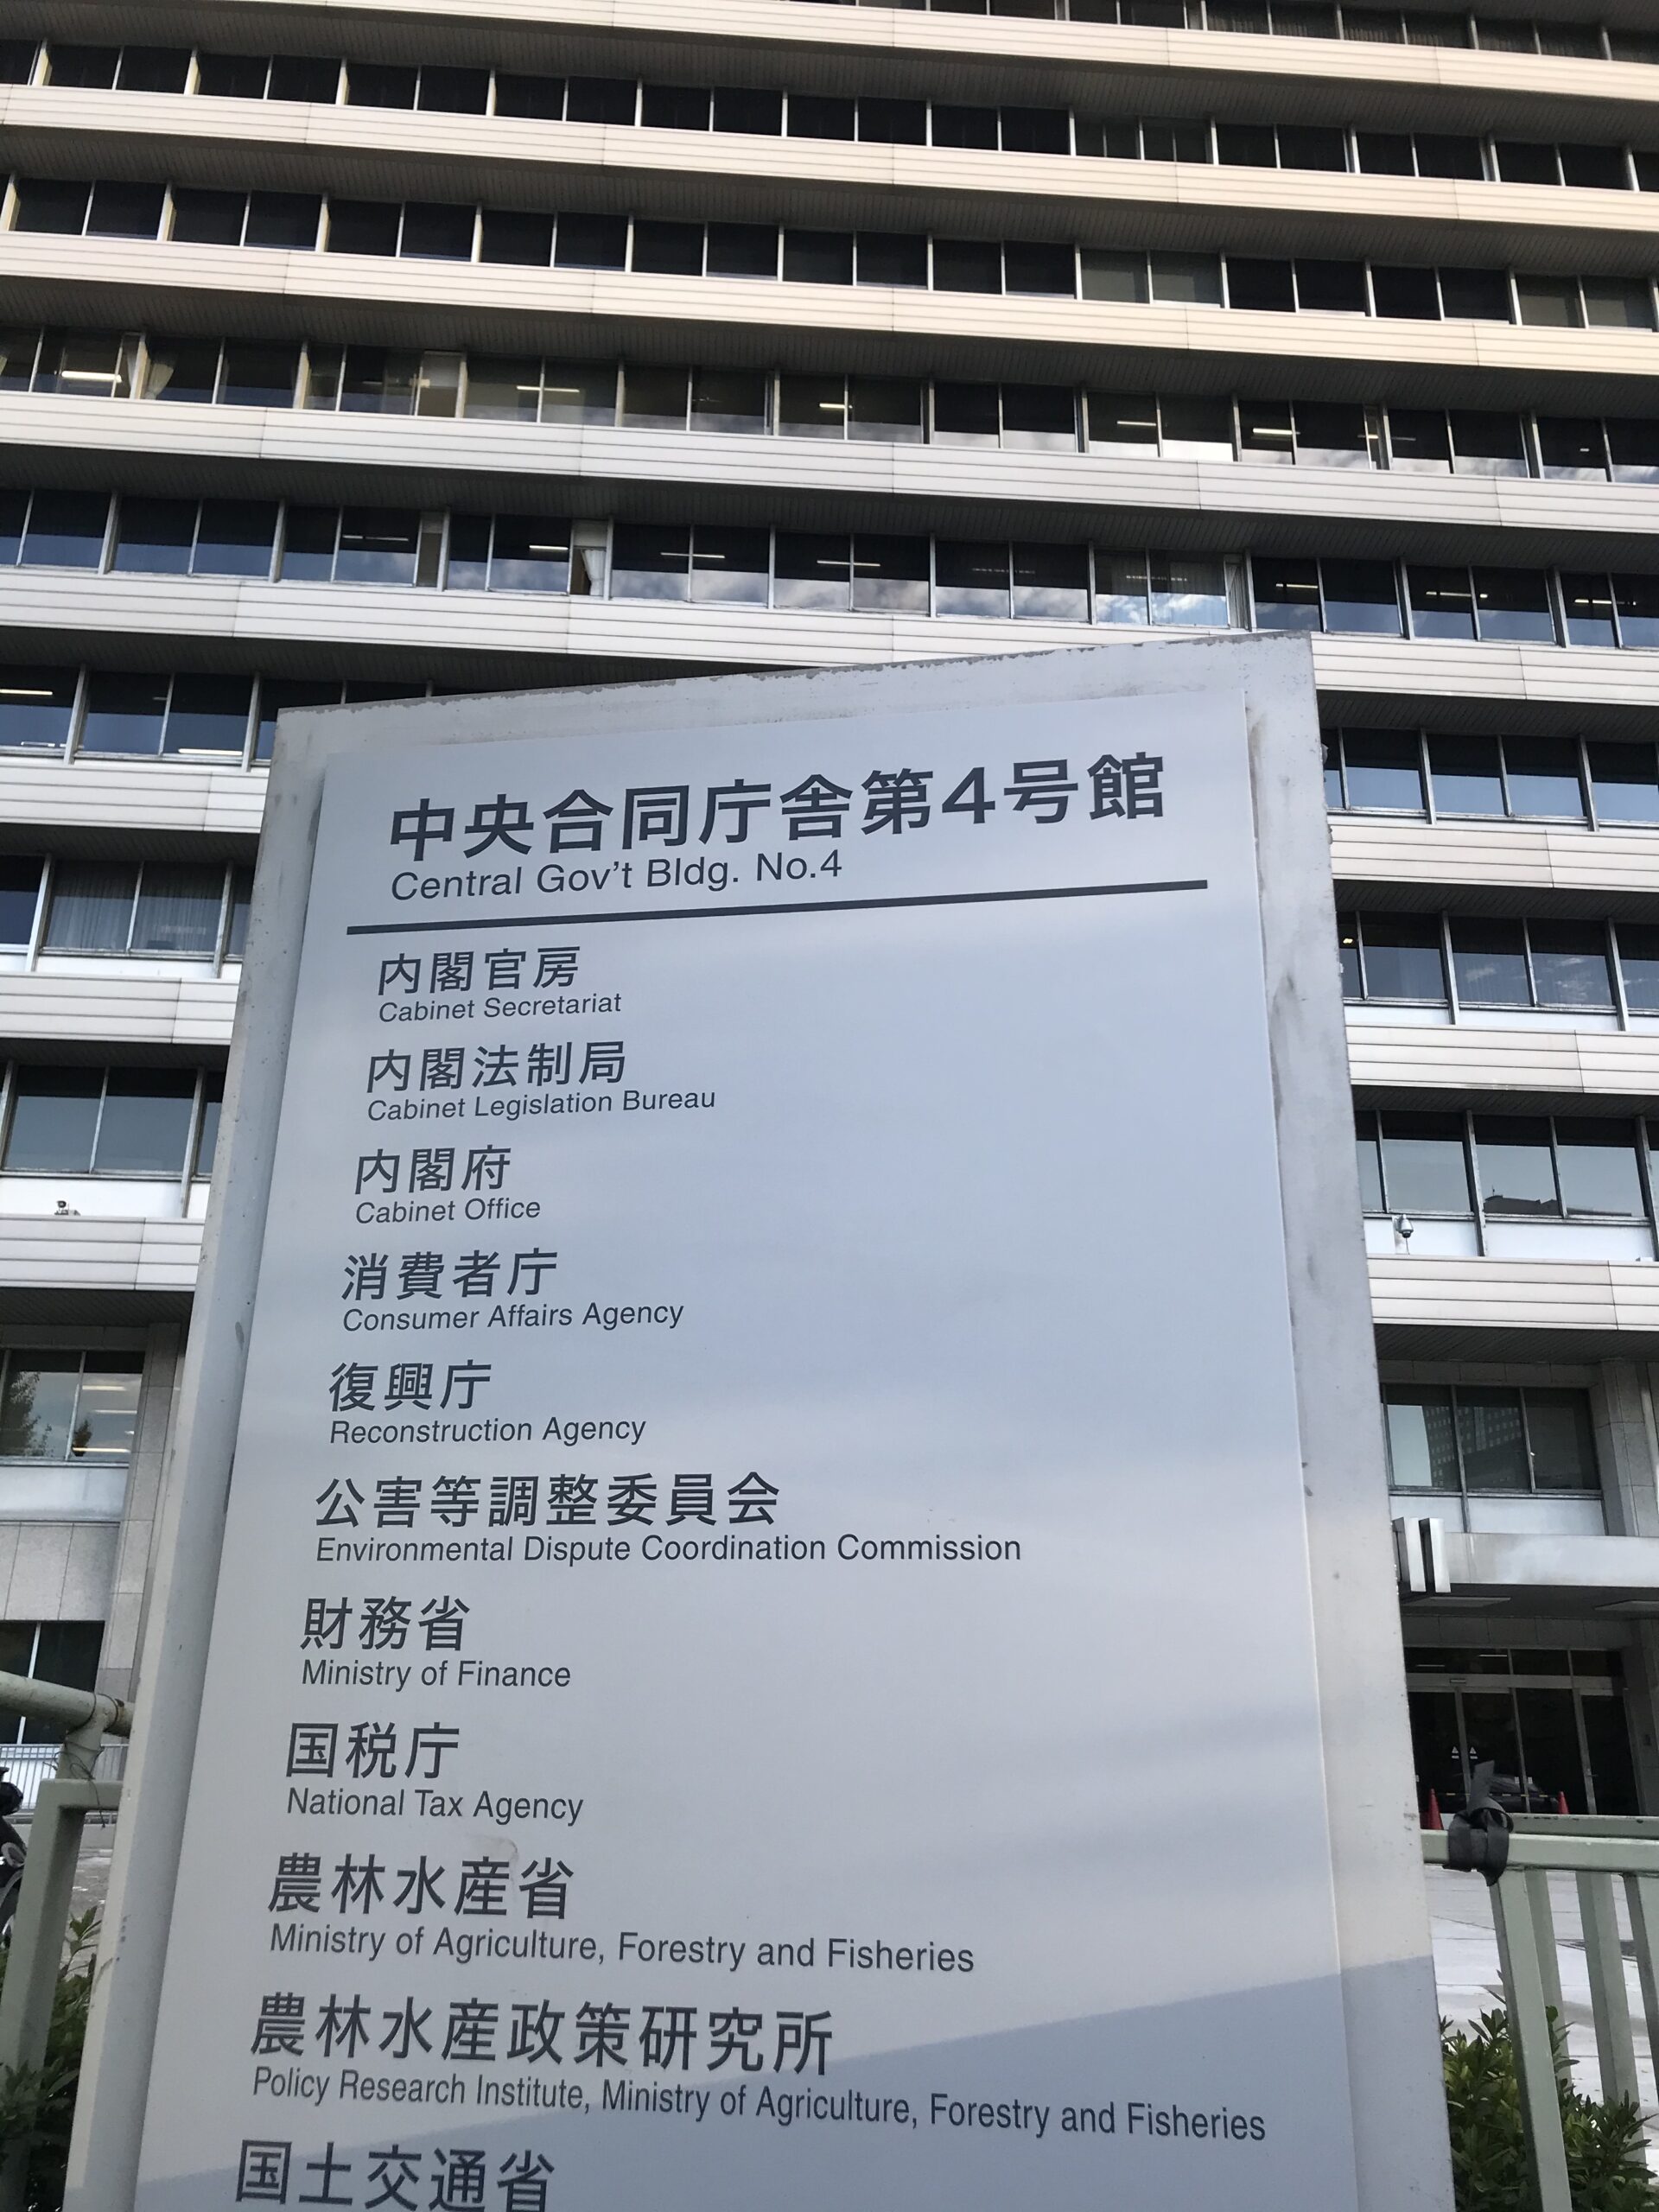 中央合同庁舎第4号館
Central Gov't Bldg. No.4
内閣官房
Cabinet Secretariat
内閣法制局
Cabinet Legislation Bureau
内閣府
Cabinet Office
消費者庁
Consumer Affairs Agency
復興庁
Reconstruction Agency
公害等調整委員会
Environmental Dispute Coordination Commission
財務省
Ministry of Finance
国税庁
National Tax Agency
農林水産省
Ministry of Agriculture, Forestry and Fisheries
農林水産政策研究所
Policy Research Institute, Ministry of Agriculture, Forestry and Fisheries
国土交通省